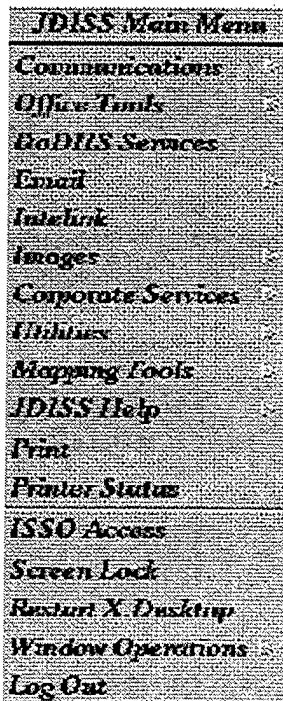 JDISS Main Menu
Communications
Office Tools
DoDIIS Services
Email
Intelink
Images
Corporate Services
Utilities
Mapping Tools
JDISS Help
Print
Printer Status
ISSO Access
Screen Lock
Restart X Desktop
Window Operations
Log Out